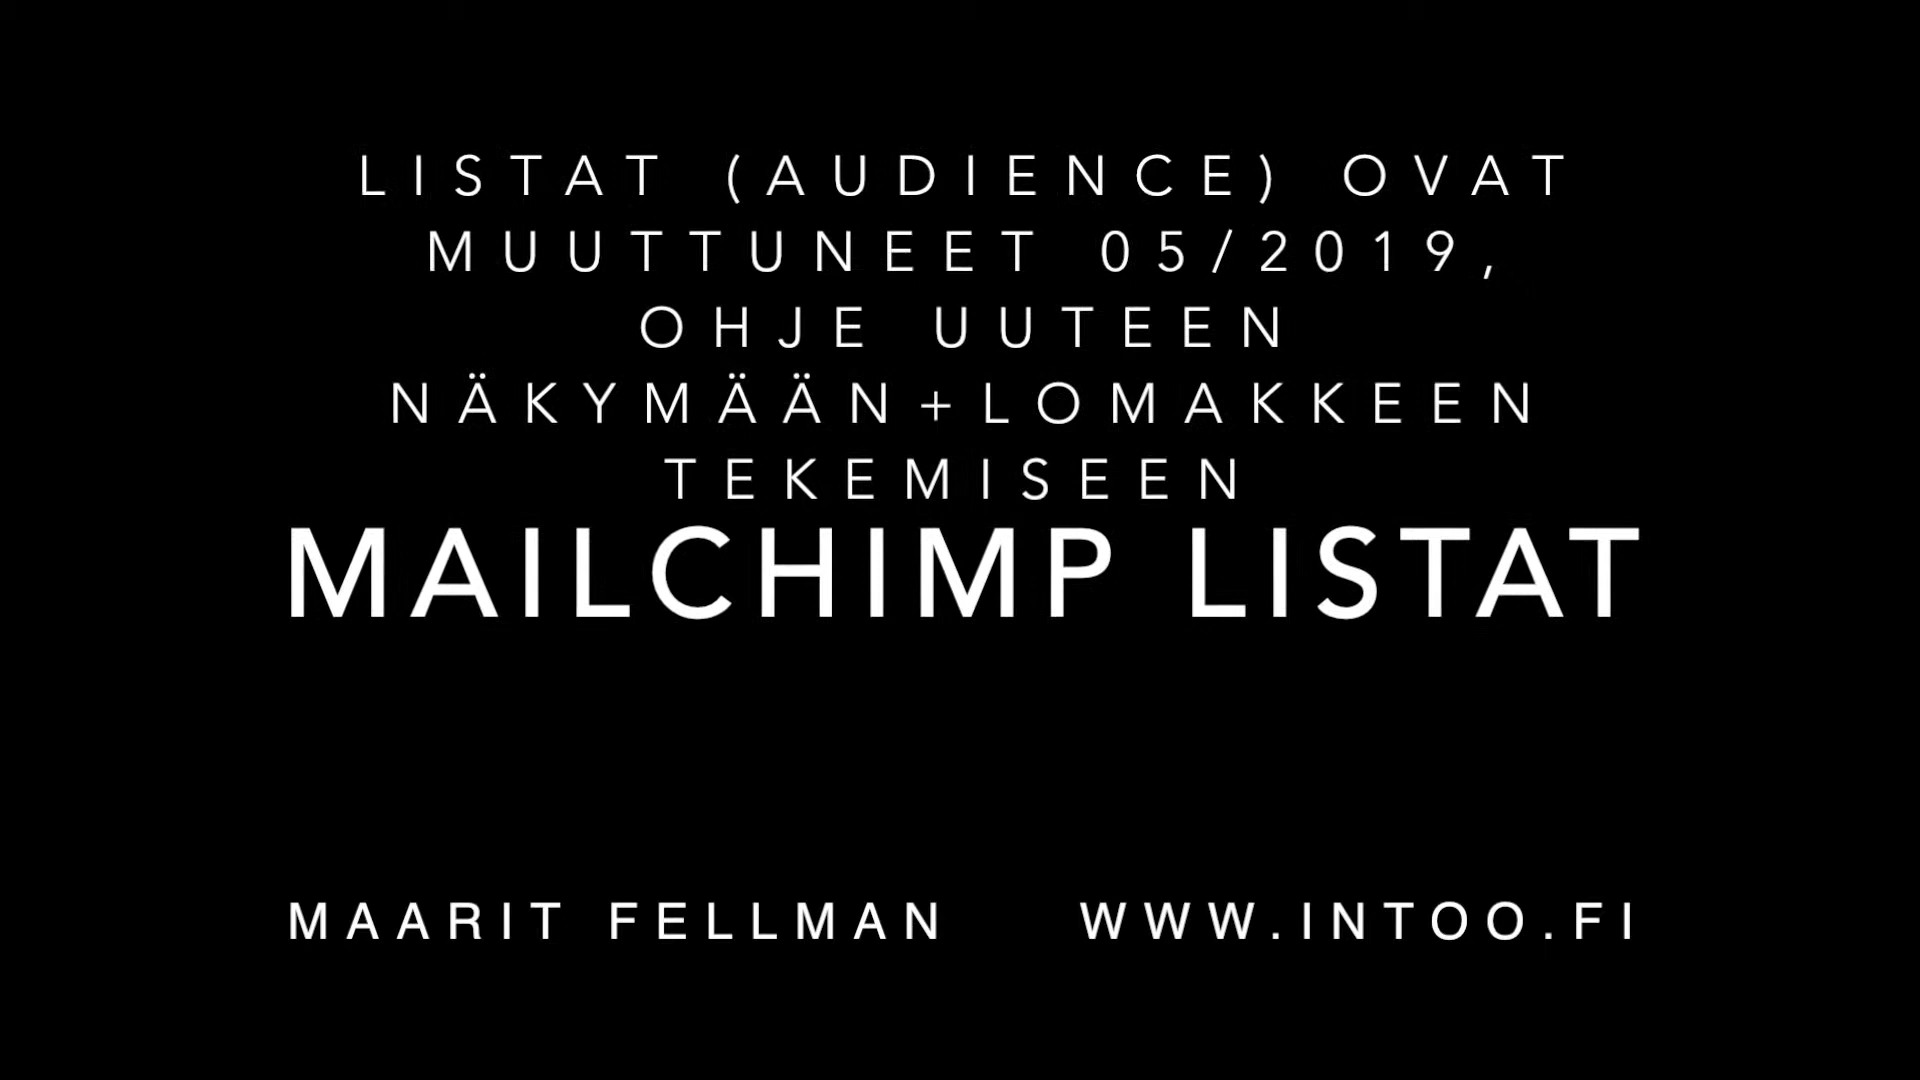 LISTAT (AUDIENCE) OVAT
MUUTTUNEET 05/2019,
OHJE UUTEEN
NÄKYMÄÄN+LOMAKKEEN
TEKEMISEEN
MAILCHIMP LISTAT
MAARIT FELLMAN WWW.INTOO.FI